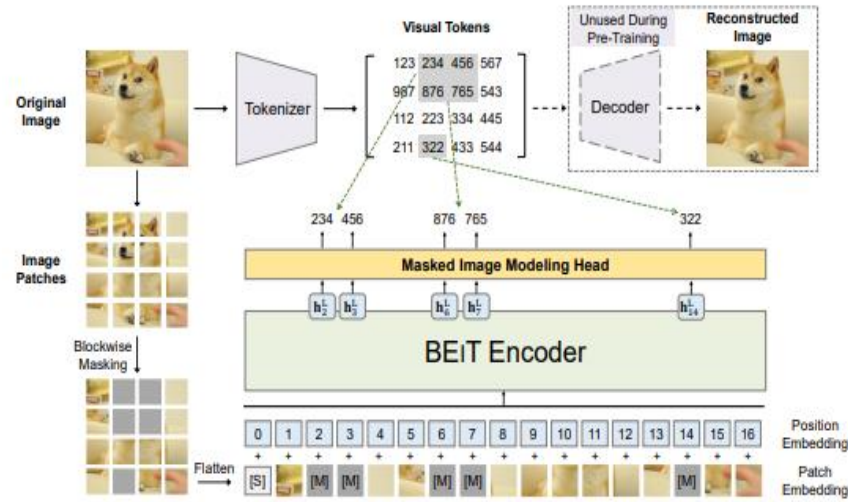 Visual Tokens
Unused During
Pre-Training
Reconstructed
Image
Original
Image
Tokenizer
123 234 456 567
987 876 765 543
112 223 334 445
211 322 433 544
Decoder
234 456 876 765 322
Image
Patches
Masked Image Modeling Head
h₂ᴸ h₃ᴸ h₆ᴸ h₇ᴸ h₁₄ᴸ
Blockwise
Masking
BEIT Encoder
0 1 2 3 4 5 6 7 8 9 10 11 12 13 14 15 16
Position
Embedding
+ + + + + + + + + + + + + + + + +
Flatten
[S] [M] [M] [M] [M] [M]
Patch
Embedding